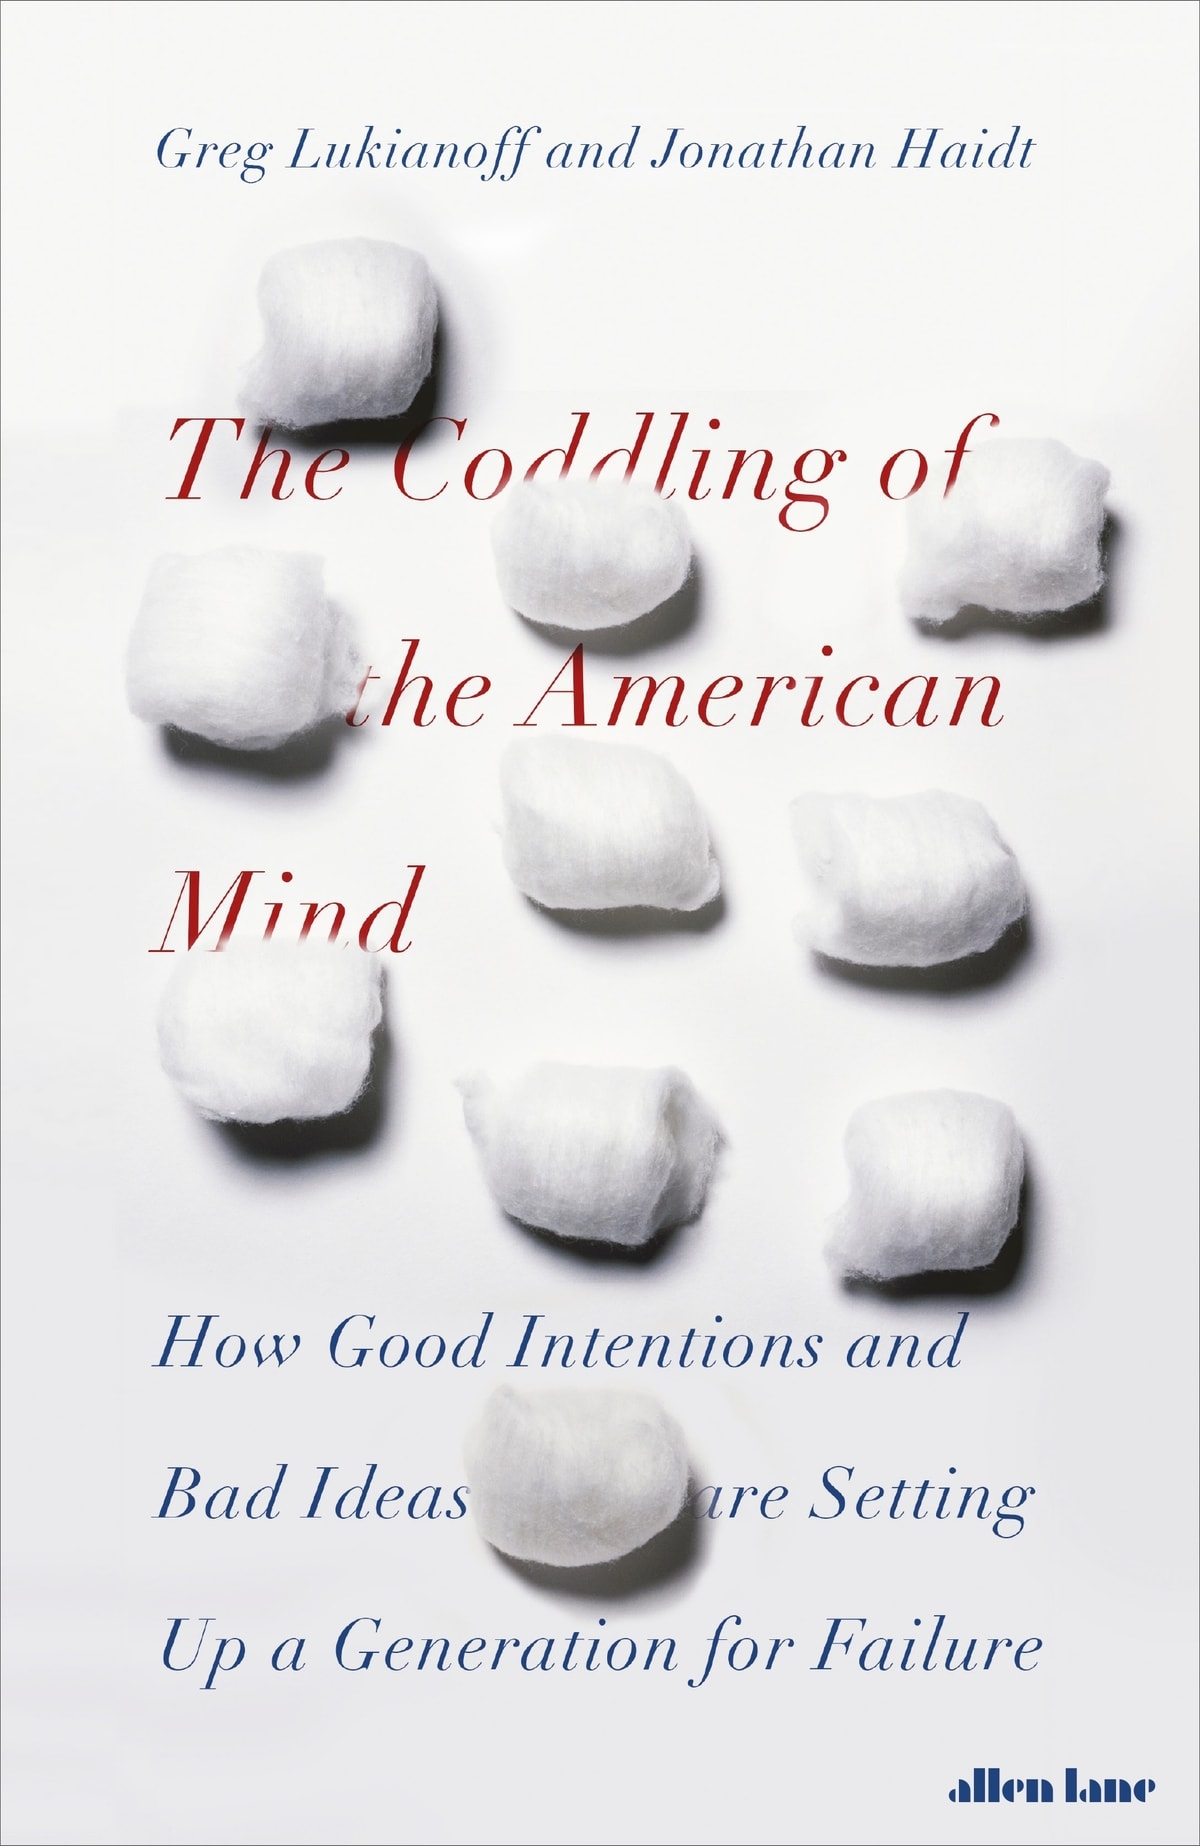 Greg Lukianoff and Jonathan Haidt
The Coddling of
the American
Mind
How Good Intentions and
Bad Ideas are Setting
Up a Generation for Failure
allen lane